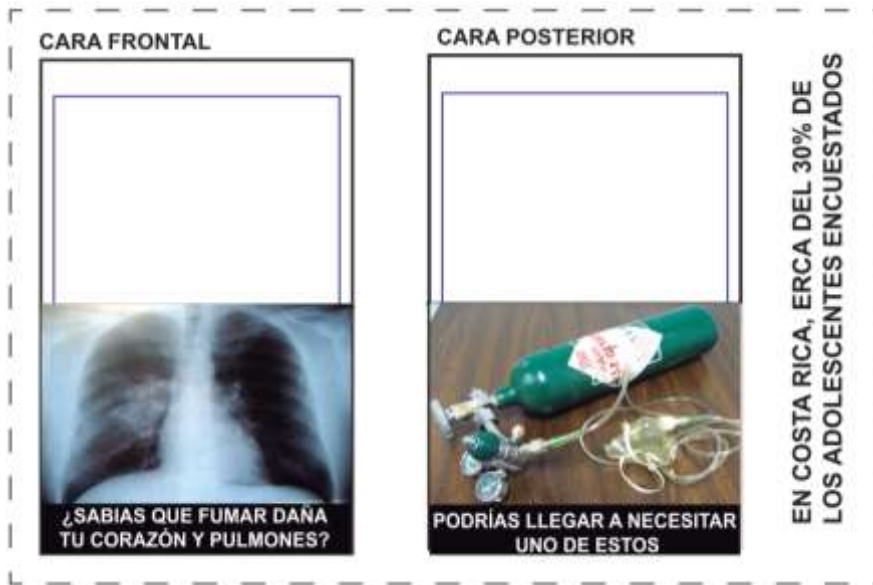 CARA FRONTAL
¿SABIAS QUE FUMAR DAÑA
TU CORAZÓN Y PULMONES?
CARA POSTERIOR
PODRÍAS LLEGAR A NECESITAR
UNO DE ESTOS
EN COSTA RICA, ERCA DEL 30% DE
LOS ADOLESCENTES ENCUESTADOS